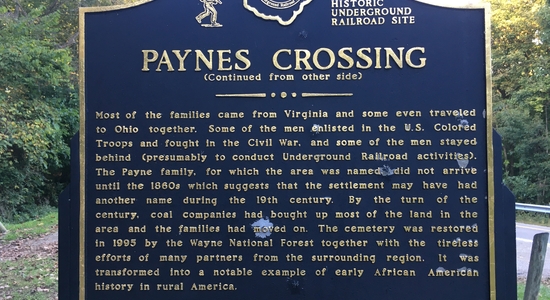 HISTORIC
UNDERGROUND
RAILROAD SITE
PAYNES CROSSING
(Continued from other side)
Most of the families came from Virginia and some even traveled
to Ohio together. Some of the men enlisted in the U.S. Colored
Troops and fought in the Civil War, and some of the men stayed
behind (presumably to conduct Underground Railroad activities).
The Payne family, for which the area was named, did not arrive
until the 1860s which suggests that the settlement may have had
another name during the 19th century. By the turn of the
century, coal companies had bought up most of the land in the
area and the families had moved on. The cemetery was restored
in 1995 by the Wayne National Forest together with the tireless
efforts of many partners from the surrounding region. It was
transformed into a notable example of early African American
history in rural America.